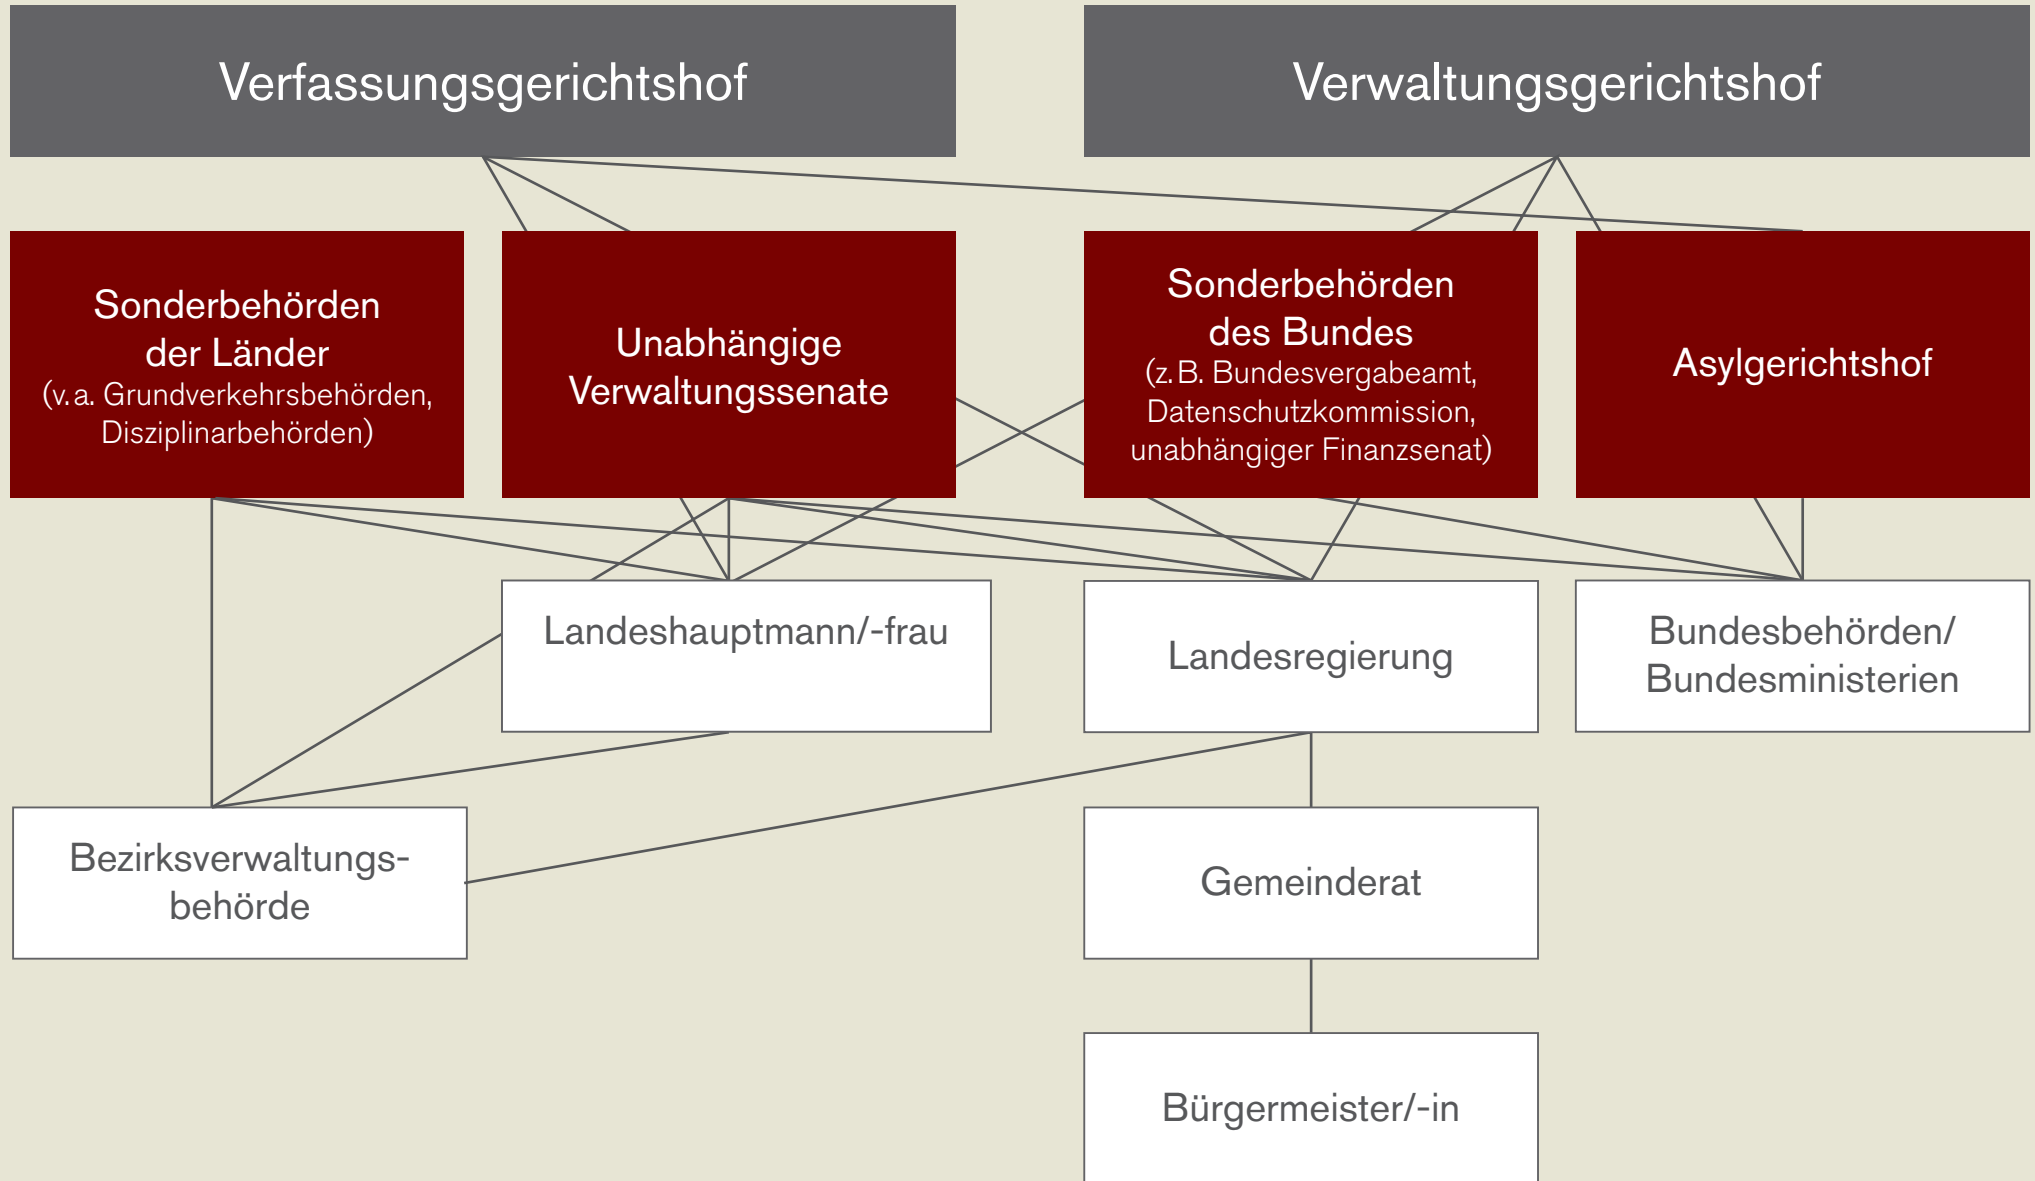 Verfassungsgerichtshof
Verwaltungsgerichtshof
Sonderbehörden
der Länder
(v.a. Grundverkehrsbehörden,
Disziplinarbehörden)
Unabhängige
Verwaltungssenate
Sonderbehörden
des Bundes
(z.B. Bundesvergabeamt,
Datenschutzkommission,
unabhängiger Finanzsenat)
Asylgerichtshof
Landeshauptmann/-frau
Landesregierung
Bundesbehörden/
Bundesministerien
Bezirksverwaltungs-
behörde
Gemeinderat
Bürgermeister/-in